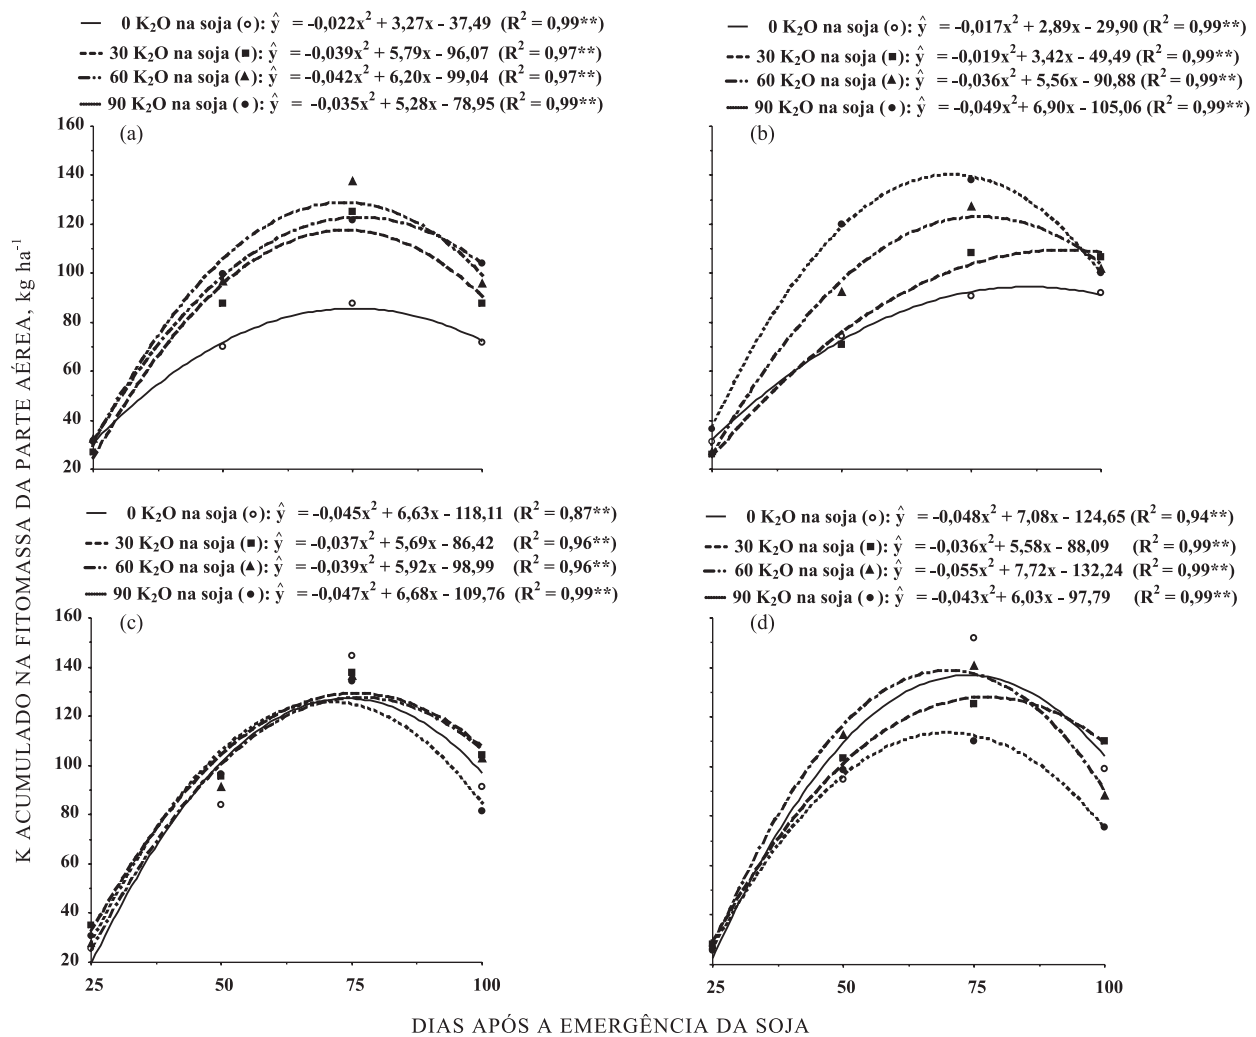 0 K₂O na soja (○): ŷ = -0,022x² + 3,27x - 37,49 (R² = 0,99**)
30 K₂O na soja (■): ŷ = -0,039x² + 5,79x - 96,07 (R² = 0,97**)
60 K₂O na soja (▲): ŷ = -0,042x² + 6,20x - 99,04 (R² = 0,97**)
90 K₂O na soja (●): ŷ = -0,035x² + 5,28x - 78,95 (R² = 0,99**)
0 K₂O na soja (○): ŷ = -0,017x² + 2,89x - 29,90 (R² = 0,99**)
30 K₂O na soja (■): ŷ = -0,019x² + 3,42x - 49,49 (R² = 0,99**)
60 K₂O na soja (▲): ŷ = -0,036x² + 5,56x - 90,88 (R² = 0,99**)
90 K₂O na soja (●): ŷ = -0,049x² + 6,90x - 105,06 (R² = 0,99**)
(a)
(b)
160
140
120
100
80
60
40
20
0 K₂O na soja (○): ŷ = -0,045x² + 6,63x - 118,11 (R² = 0,87**)
30 K₂O na soja (■): ŷ = -0,037x² + 5,69x - 86,42 (R² = 0,96**)
60 K₂O na soja (▲): ŷ = -0,039x² + 5,92x - 98,99 (R² = 0,96**)
90 K₂O na soja (●): ŷ = -0,047x² + 6,68x - 109,76 (R² = 0,99**)
0 K₂O na soja (○): ŷ = -0,048x² + 7,08x - 124,65 (R² = 0,94**)
30 K₂O na soja (■): ŷ = -0,036x² + 5,58x - 88,09 (R² = 0,99**)
60 K₂O na soja (▲): ŷ = -0,055x² + 7,72x - 132,24 (R² = 0,99**)
90 K₂O na soja (●): ŷ = -0,043x² + 6,03x - 97,79 (R² = 0,99**)
(c)
(d)
160
140
120
100
80
60
40
20
25 50 75 100
25 50 75 100
K ACUMULADO NA FITOMASSA DA PARTE AÉREA, kg ha⁻¹
DIAS APÓS A EMERGÊNCIA DA SOJA